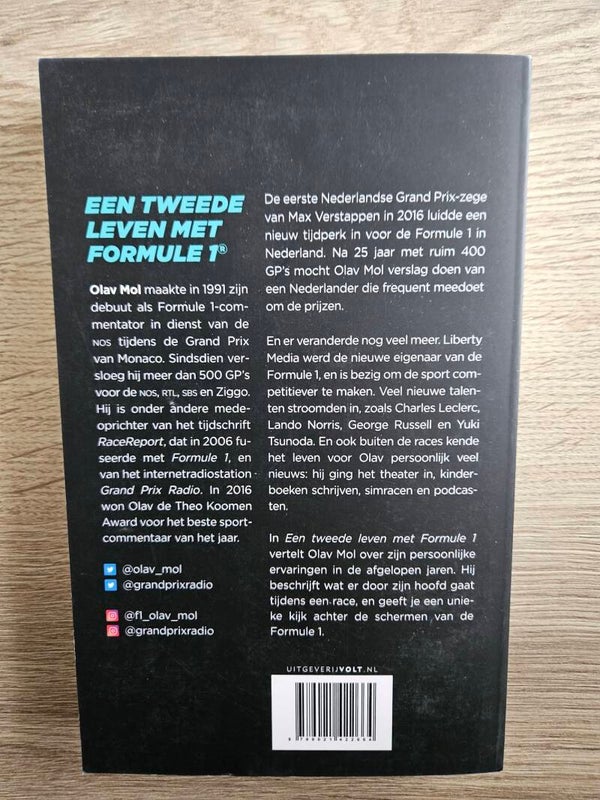 EEN TWEEDE
LEVEN MET
FORMULE 1®
Olav Mol maakte in 1991 zijn
debuut als Formule 1-com-
mentator in dienst van de
NOS tijdens de Grand Prix
van Monaco. Sindsdien ver-
sloeg hij meer dan 500 GP's
voor de NOS, RTL, SBS en Ziggo.
Hij is onder andere mede-
oprichter van het tijdschrift
RaceReport, dat in 2006 fu-
seerde met Formule 1, en
van het internetradiostation
Grand Prix Radio. In 2016
won Olav de Theo Koomen
Award voor het beste sport-
commentaar van het jaar.
@olav_mol
@grandprixradio
@f1_olav_mol
@grandprixradio
De eerste Nederlandse Grand Prix-zege
van Max Verstappen in 2016 luidde een
nieuw tijdperk in voor de Formule 1 in
Nederland. Na 25 jaar met ruim 400
GP's mocht Olav Mol verslag doen van
een Nederlander die frequent meedoet
om de prijzen.
En er veranderde nog veel meer. Liberty
Media werd de nieuwe eigenaar van de
Formule 1, en is bezig om de sport com-
petitiever te maken. Veel nieuwe talen-
ten stroomden in, zoals Charles Leclerc,
Lando Norris, George Russell en Yuki
Tsunoda. En ook buiten de races kende
het leven voor Olav persoonlijk veel
nieuws: hij ging het theater in, kinder-
boeken schrijven, simracen en podcas-
ten.
In Een tweede leven met Formule 1
vertelt Olav Mol over zijn persoonlijke
ervaringen in de afgelopen jaren. Hij
beschrijft wat er door zijn hoofd gaat
tijdens een race, en geeft je een unie-
ke kijk achter de schermen van de
Formule 1.
UITGEVERIJVOLT.NL